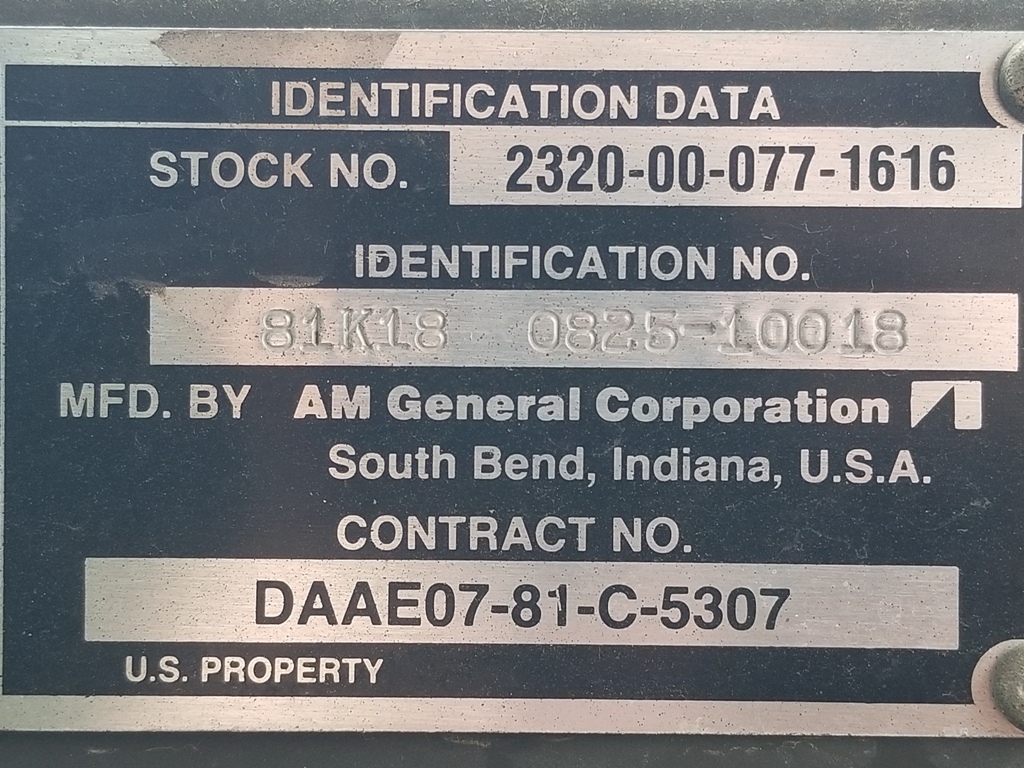 IDENTIFICATION DATA
STOCK NO. 2320-00-077-1616
IDENTIFICATION NO.
81K18 0825-10018
MFD. BY AM General Corporation
South Bend, Indiana, U.S.A.
CONTRACT NO.
DAAE07-81-C-5307
U.S. PROPERTY